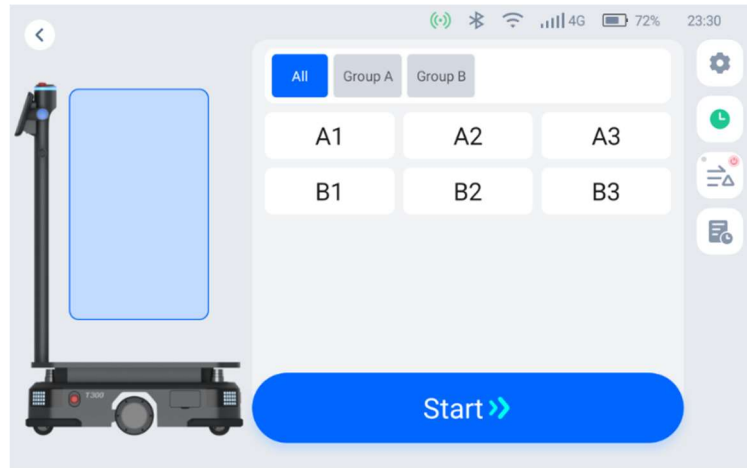 4G 72% 23:30
All Group A Group B
A1 A2 A3
B1 B2 B3
T300
Start